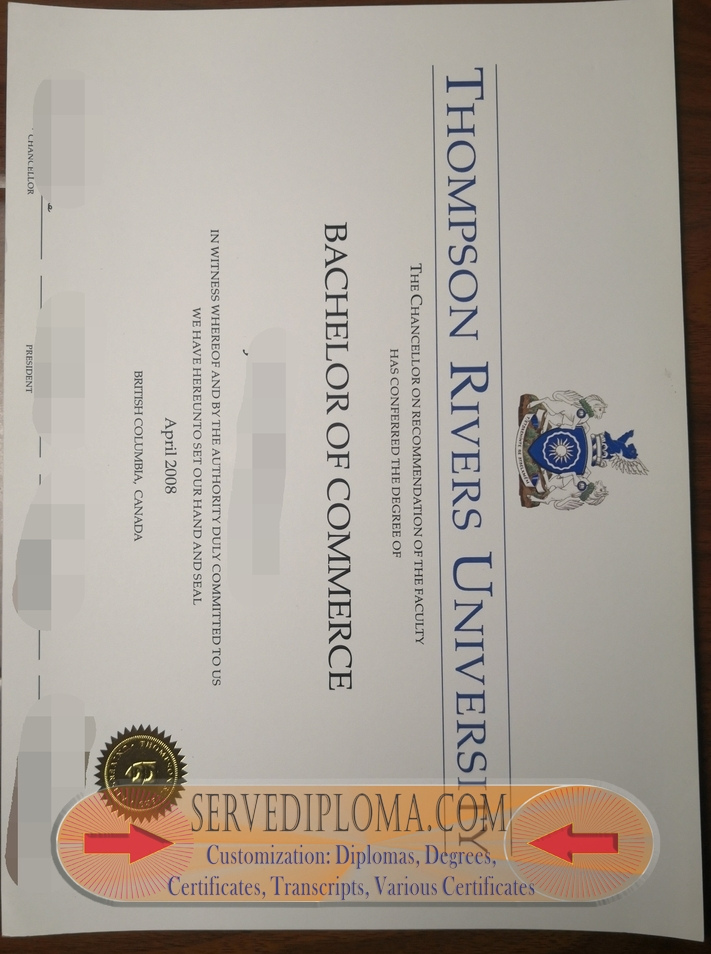 THOMPSON RIVERS UNIVERSITY
THE CHANCELLOR ON RECOMMENDATION OF THE FACULTY
HAS CONFERRED THE DEGREE OF
BACHELOR OF COMMERCE
IN WITNESS WHEREOF AND BY THE AUTHORITY DULY COMMITTED TO US
WE HAVE HEREUNTO SET OUR HAND AND SEAL
April 2008
BRITISH COLUMBIA, CANADA
CHANCELLOR
PRESIDENT
THOMPSON
SERVEDIPLOMA.COM
Customization: Diplomas, Degrees,
Certificates, Transcripts, Various Certificates